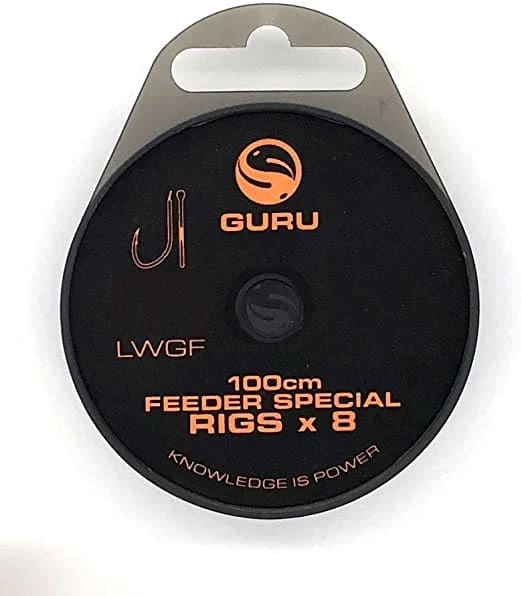 GURU
LWGF
100cm
FEEDER SPECIAL
RIGS x 8
KNOWLEDGE IS POWER